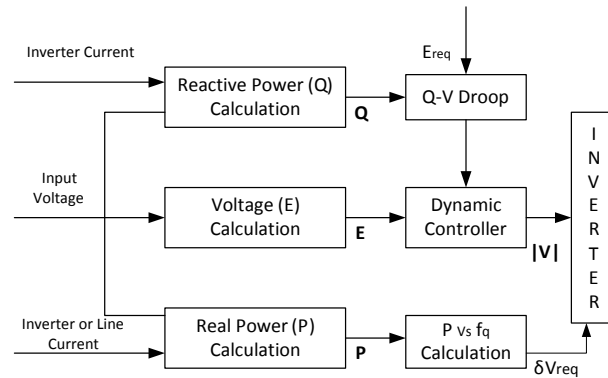 Inverter Current
Reactive Power (Q)
Calculation
Q
Ereq
Q-V Droop
Input
Voltage
Voltage (E)
Calculation
E
Dynamic
Controller
|V|
Inverter or Line
Current
Real Power (P)
Calculation
P
P Vs fq
Calculation
δVreq
I
N
V
E
R
T
E
R